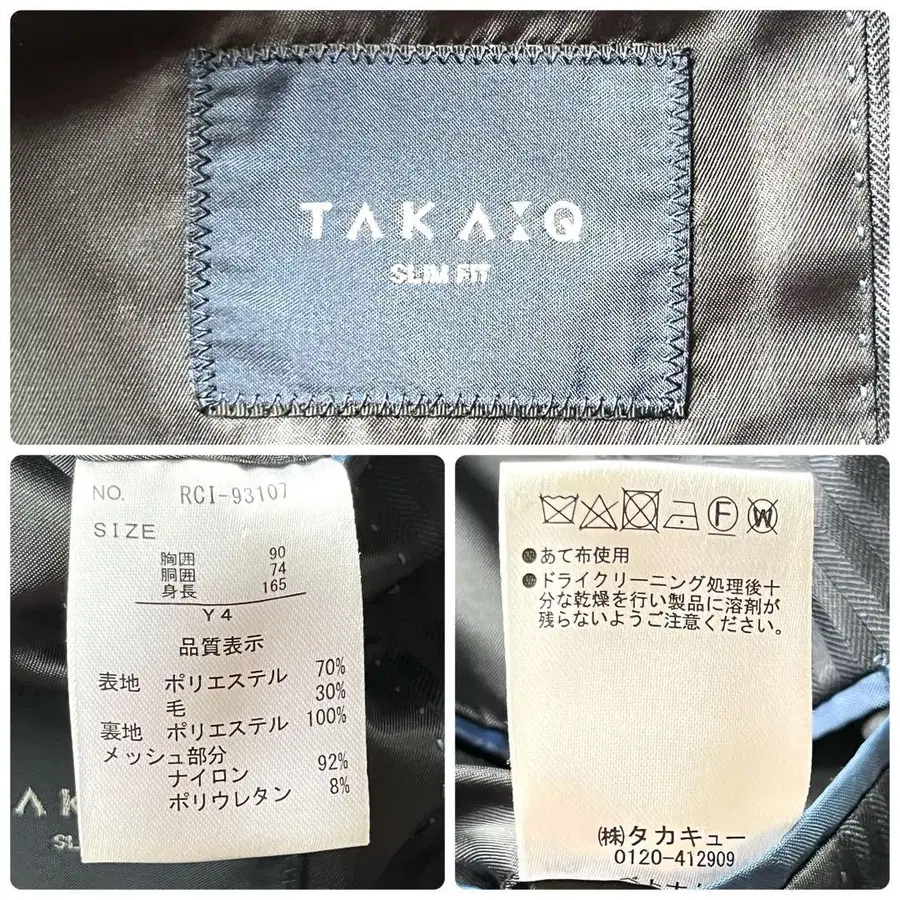 TAKA:Q
SLIM FIT
NO. RCI-93107
SIZE
胸囲 90
胴囲 74
身長 165
Y4
品質表示
表地 ポリエステル 70%
毛 30%
裏地 ポリエステル 100%
メッシュ部分
ナイロン 92%
ポリウレタン 8%
F W
●あて布使用
●ドライクリーニング処理後十
分な乾燥を行い製品に溶剤が
残らないようご注意ください。
(株)タカキュー
0120-412909